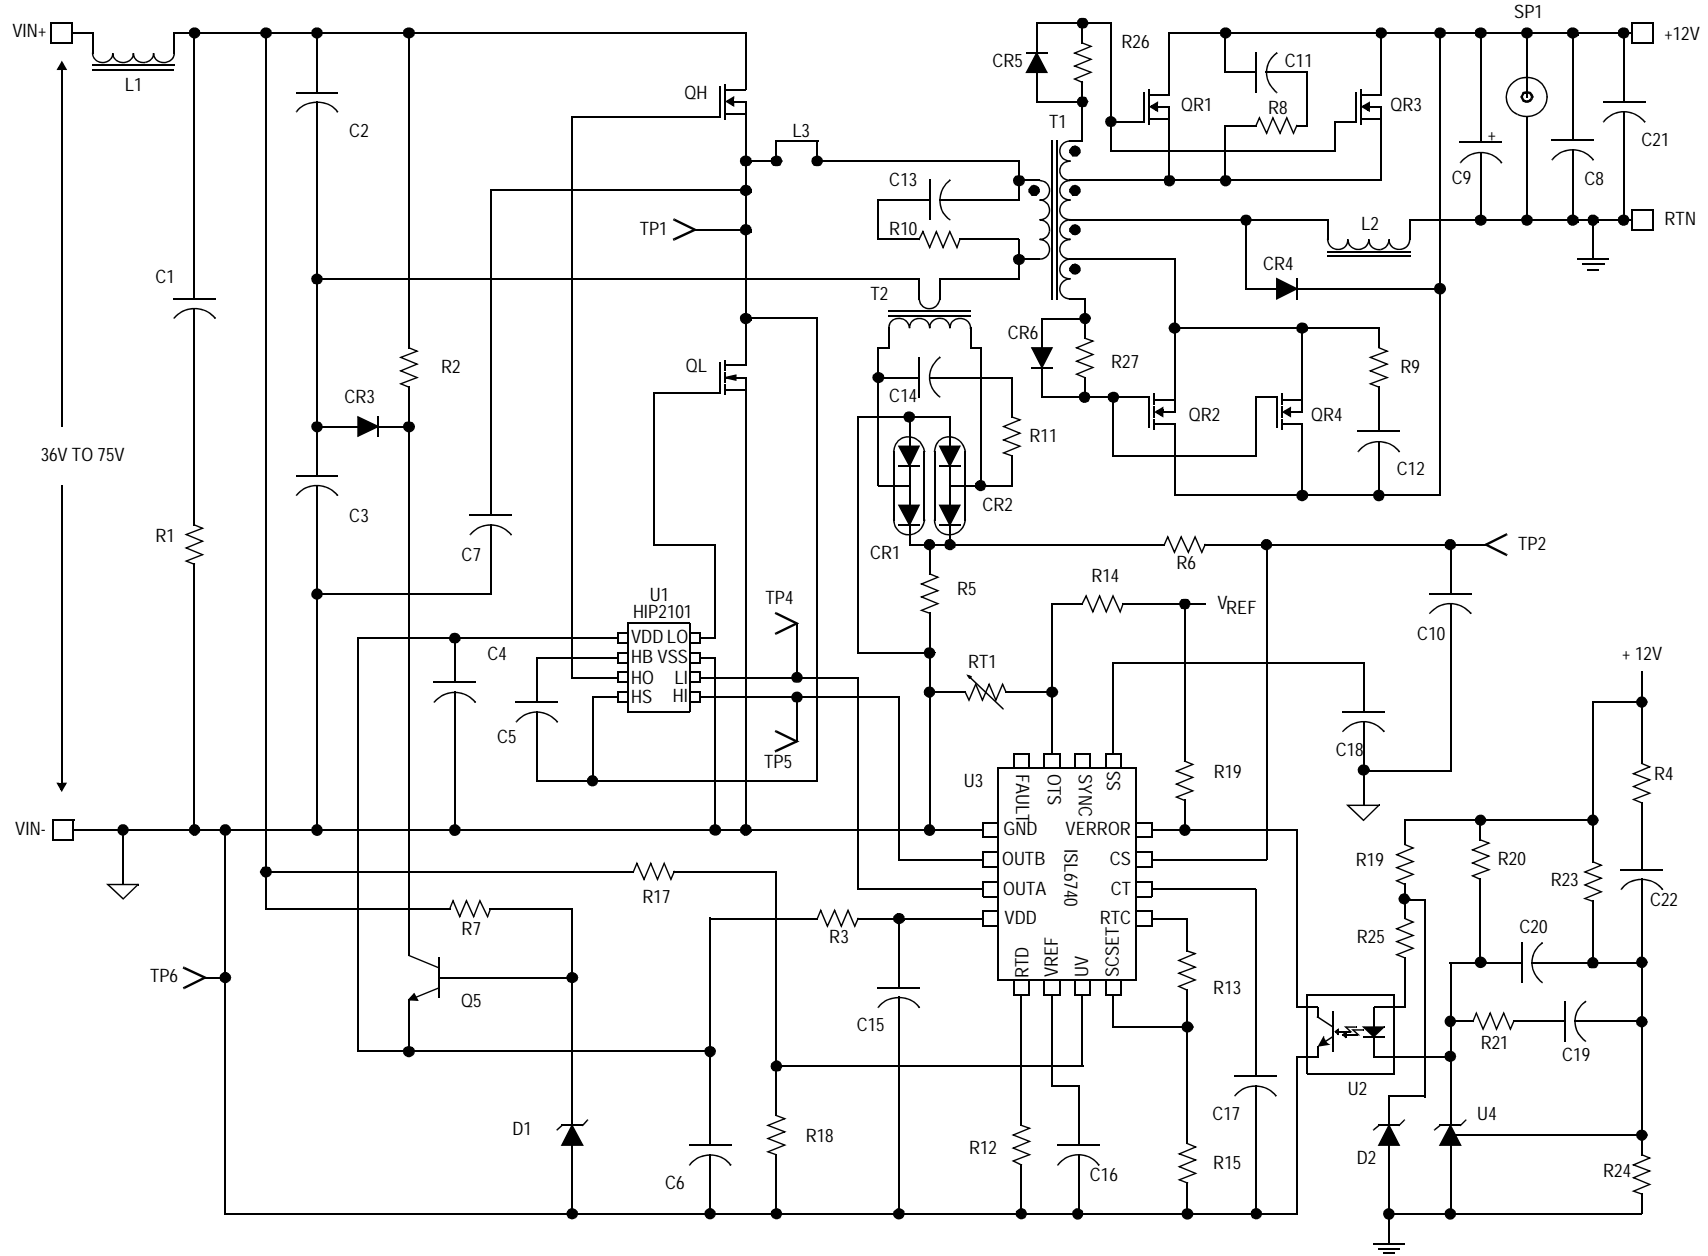 SP1
VIN+
+12V
R26
CR5
C11
L1
QH
QR1
R8
QR3
C2
T1
L3
C21
C13
C9
+
C8
TP1
R10
L2
RTN
C1
CR4
T2
CR6
R27
R2
QL
R9
CR3
C14
QR2
QR4
36V TO 75V
R11
C12
C3
CR2
R1
C7
CR1
R6
TP2
R5
R14
VREF
U1
HIP2101
TP4
C10
VDD LO
HB VSS
HO LI
HS HI
C4
RT1
+ 12V
C5
TP5
C18
U3
FAULT
OTS
SYNC
SS
R19
R4
VIN-
GND
VERROR
OUTB
CS
OUTA
CT
VDD
RTC
ISL6740
RTD
VREF
UV
SCSET
R19
R20
R23
C22
R17
R7
R3
R25
C20
TP6
Q5
R13
C15
R21
C19
U2
D1
R18
C17
U4
R12
C16
R15
D2
R24
C6